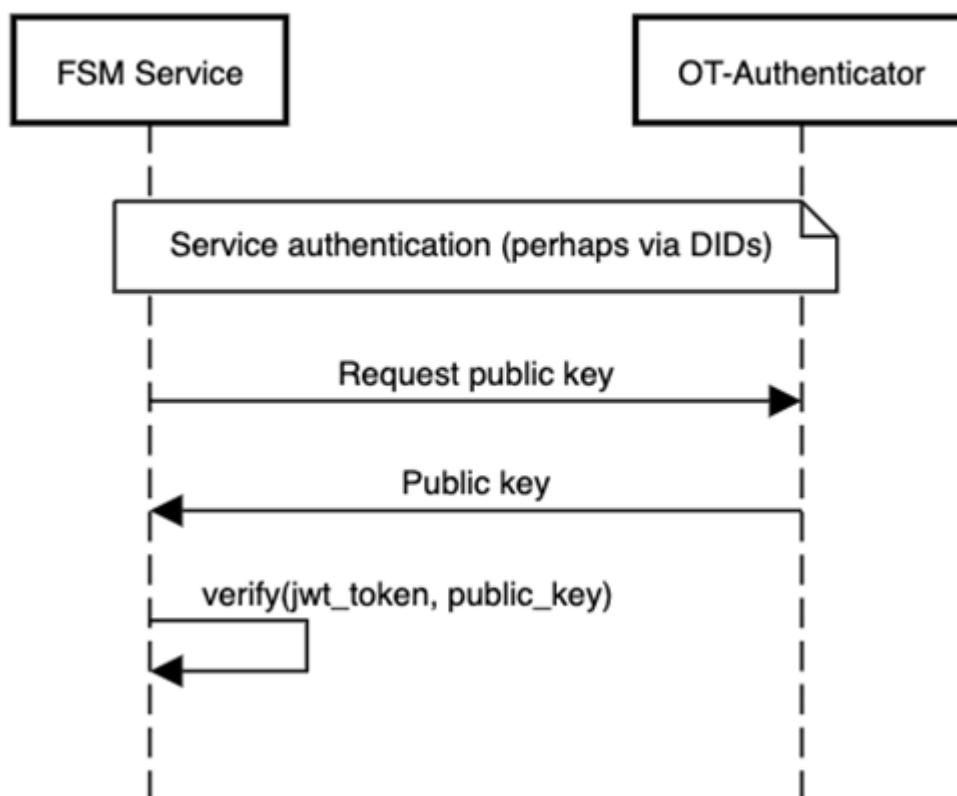 FSM Service
OT-Authenticator
Service authentication (perhaps via DIDs)
Request public key
Public key
verify(jwt_token, public_key)